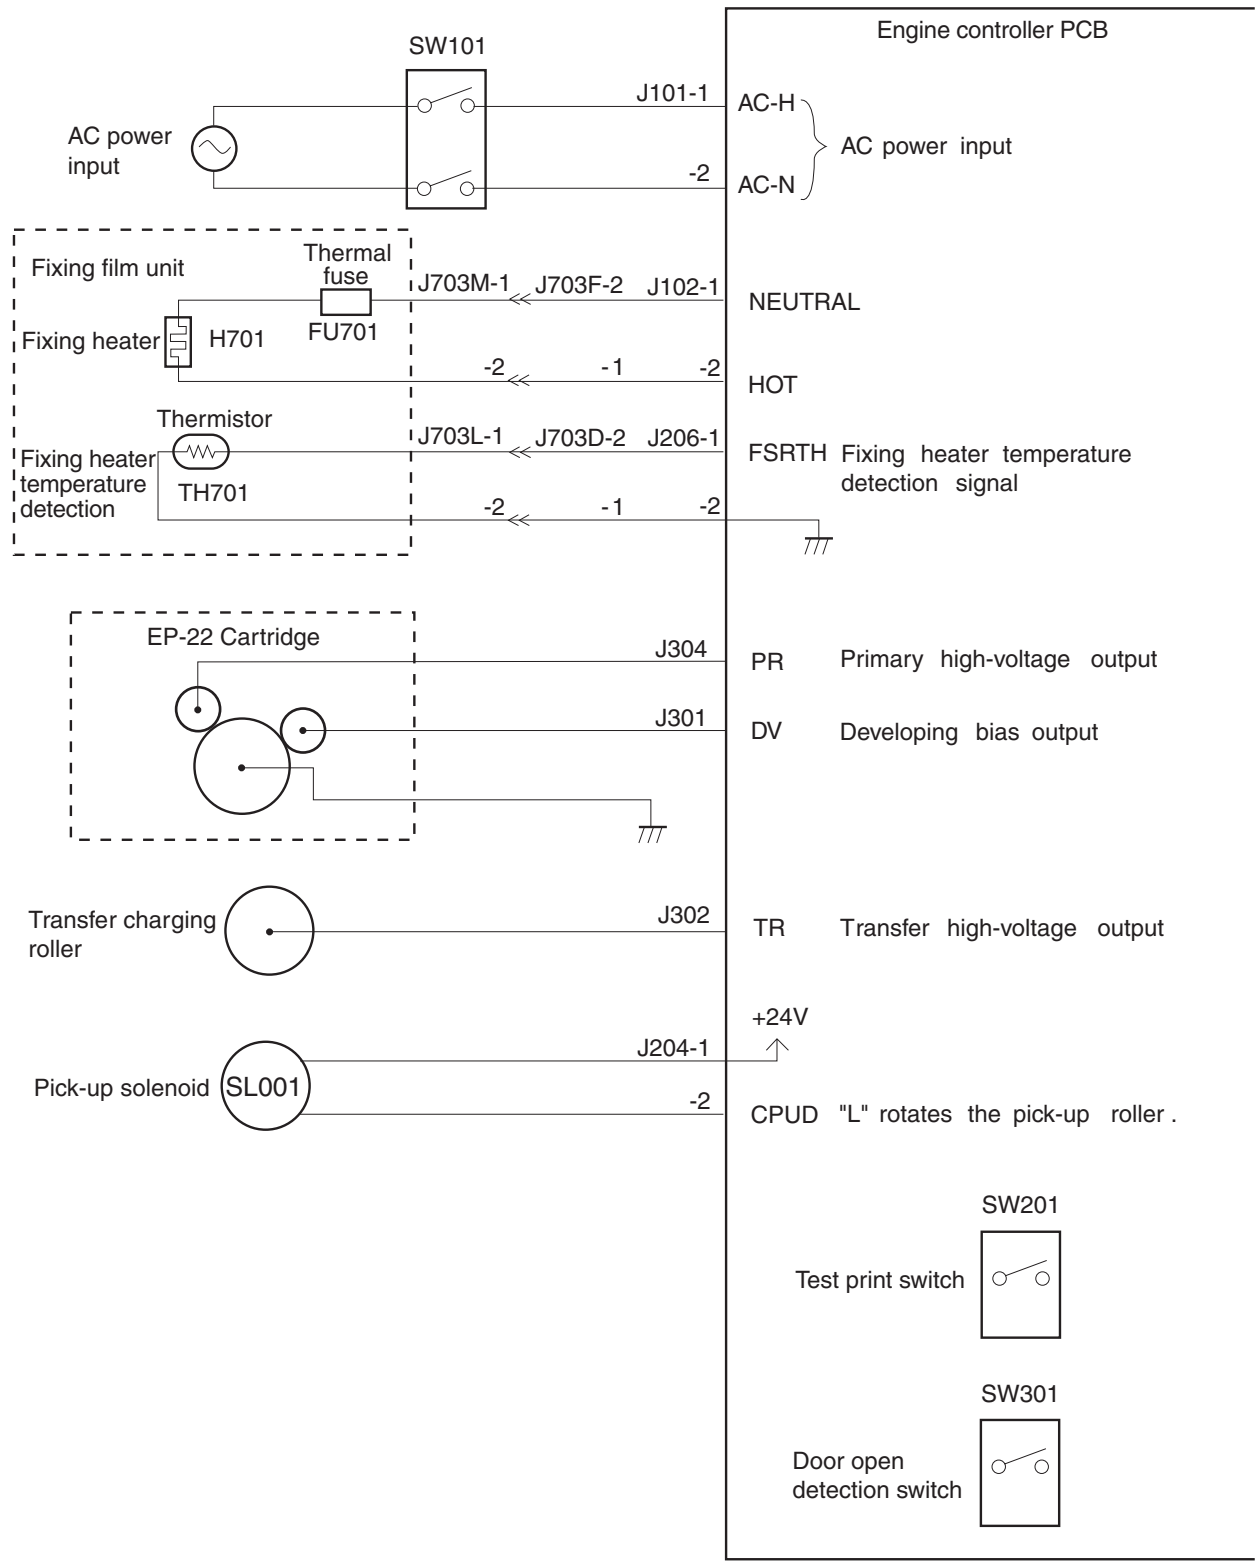 Engine controller PCB
SW101
J101-1
AC-H
AC power
input
AC power input
-2
AC-N
Fixing film unit
Thermal
fuse
J703M-1
J703F-2
J102-1
NEUTRAL
Fixing heater
H701
FU701
-2
-1
-2
HOT
Thermistor
J703L-1
J703D-2
J206-1
FSRTH
Fixing heater temperature
detection signal
Fixing heater
temperature
detection
TH701
-2
-1
-2
EP-22 Cartridge
J304
PR
Primary high-voltage output
J301
DV
Developing bias output
Transfer charging
roller
J302
TR
Transfer high-voltage output
+24V
J204-1
Pick-up solenoid
SL001
-2
CPUD
"L" rotates the pick-up roller .
SW201
Test print switch
SW301
Door open
detection switch